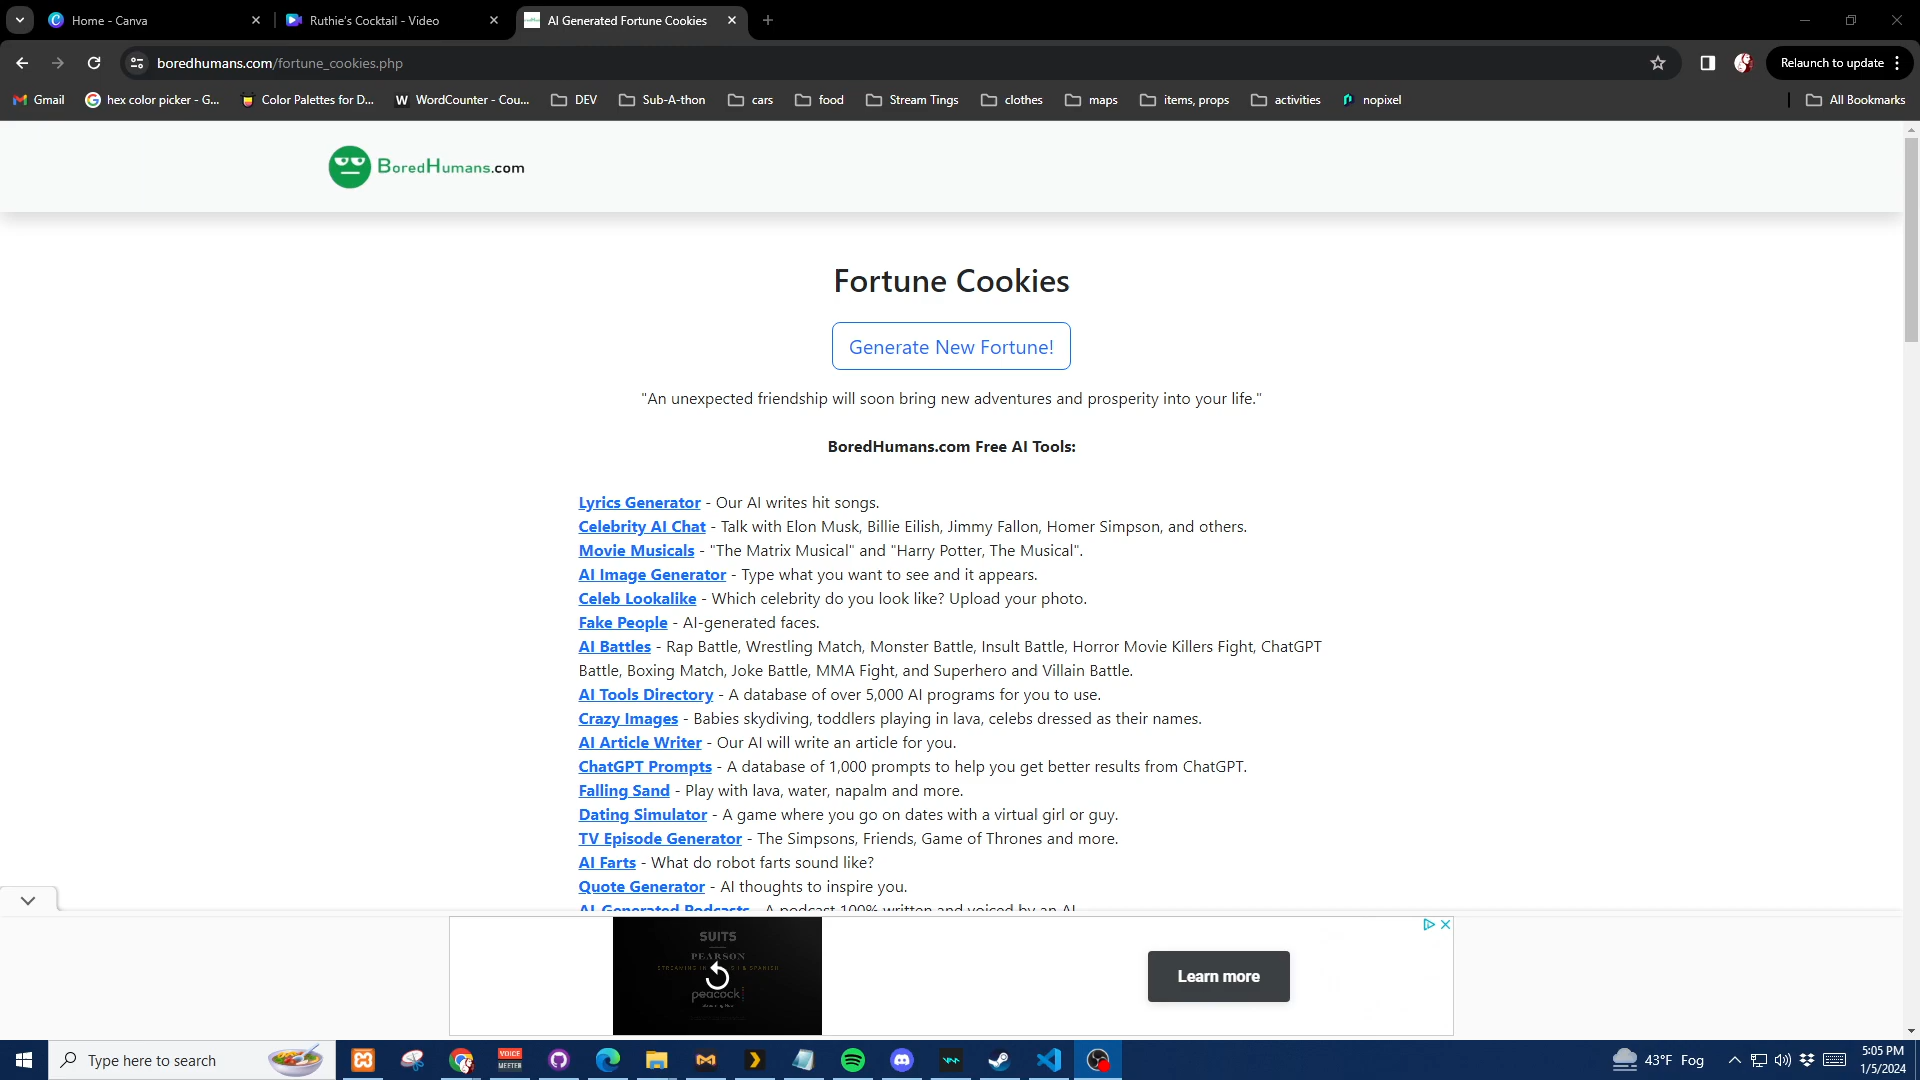 Home - Canva
Ruthie's Cocktail - Video
AI Generated Fortune Cookies
boredhumans.com/fortune_cookies.php
Relaunch to update
Gmail
hex color picker - G...
Color Palettes for D...
WordCounter - Cou...
DEV
Sub-A-thon
cars
food
Stream Tings
clothes
maps
items, props
activities
nopixel
All Bookmarks
BoredHumans.com
Fortune Cookies
Generate New Fortune!
"An unexpected friendship will soon bring new adventures and prosperity into your life."
BoredHumans.com Free AI Tools:
Lyrics Generator - Our AI writes hit songs.
Celebrity AI Chat - Talk with Elon Musk, Billie Eilish, Jimmy Fallon, Homer Simpson, and others.
Movie Musicals - "The Matrix Musical" and "Harry Potter, The Musical".
AI Image Generator - Type what you want to see and it appears.
Celeb Lookalike - Which celebrity do you look like? Upload your photo.
Fake People - AI-generated faces.
AI Battles - Rap Battle, Wrestling Match, Monster Battle, Insult Battle, Horror Movie Killers Fight, ChatGPT
Battle, Boxing Match, Joke Battle, MMA Fight, and Superhero and Villain Battle.
AI Tools Directory - A database of over 5,000 AI programs for you to use.
Crazy Images - Babies skydiving, toddlers playing in lava, celebs dressed as their names.
AI Article Writer - Our AI will write an article for you.
ChatGPT Prompts - A database of 1,000 prompts to help you get better results from ChatGPT.
Falling Sand - Play with lava, water, napalm and more.
Dating Simulator - A game where you go on dates with a virtual girl or guy.
TV Episode Generator - The Simpsons, Friends, Game of Thrones and more.
AI Farts - What do robot farts sound like?
Quote Generator - AI thoughts to inspire you.
AI Generated Podcasts - A podcast 100% written and voiced by an AI
SUITS
PEARSON
peacock
Learn more
Type here to search
VOICE
MEETER
43°F Fog
5:05 PM
1/5/2024